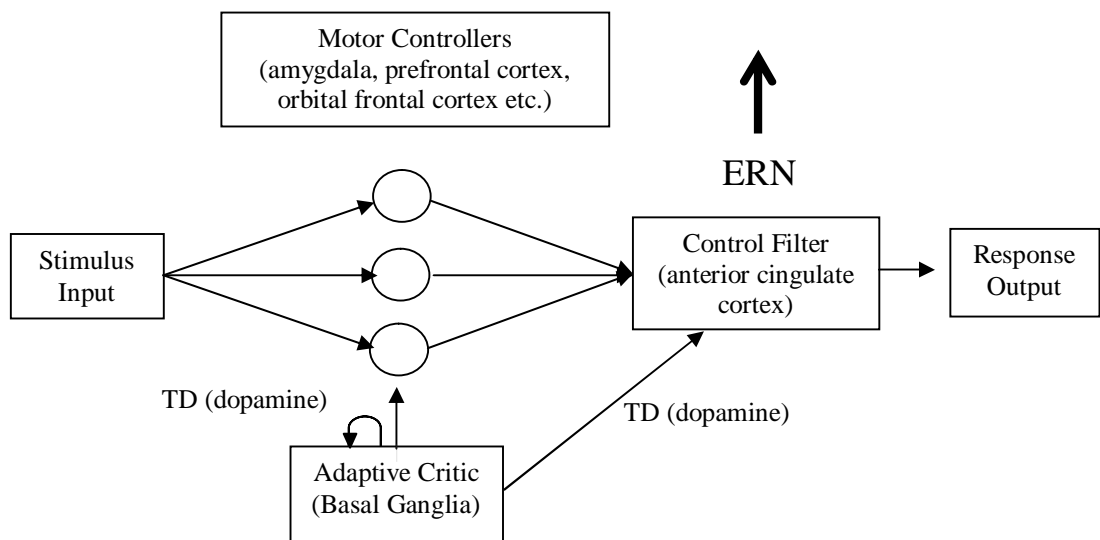 Motor Controllers
(amygdala, prefrontal cortex,
orbital frontal cortex etc.)
ERN
Stimulus
Input
Control Filter
(anterior cingulate
cortex)
Response
Output
TD (dopamine)
TD (dopamine)
Adaptive Critic
(Basal Ganglia)